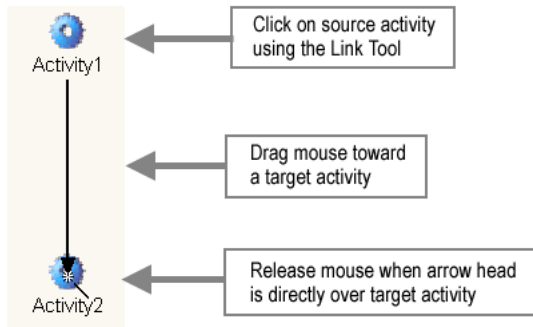 Click on source activity
using the Link Tool
Activity1
Drag mouse toward
a target activity
Release mouse when arrow head
is directly over target activity
Activity2